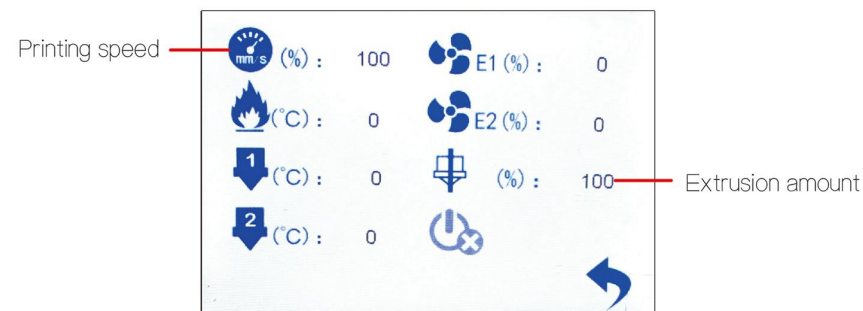 Printing speed
mm/s (%) : 100
E1 (%) : 0
(°C) : 0
E2 (%) : 0
1 (°C) : 0
(%) : 100
Extrusion amount
2 (°C) : 0